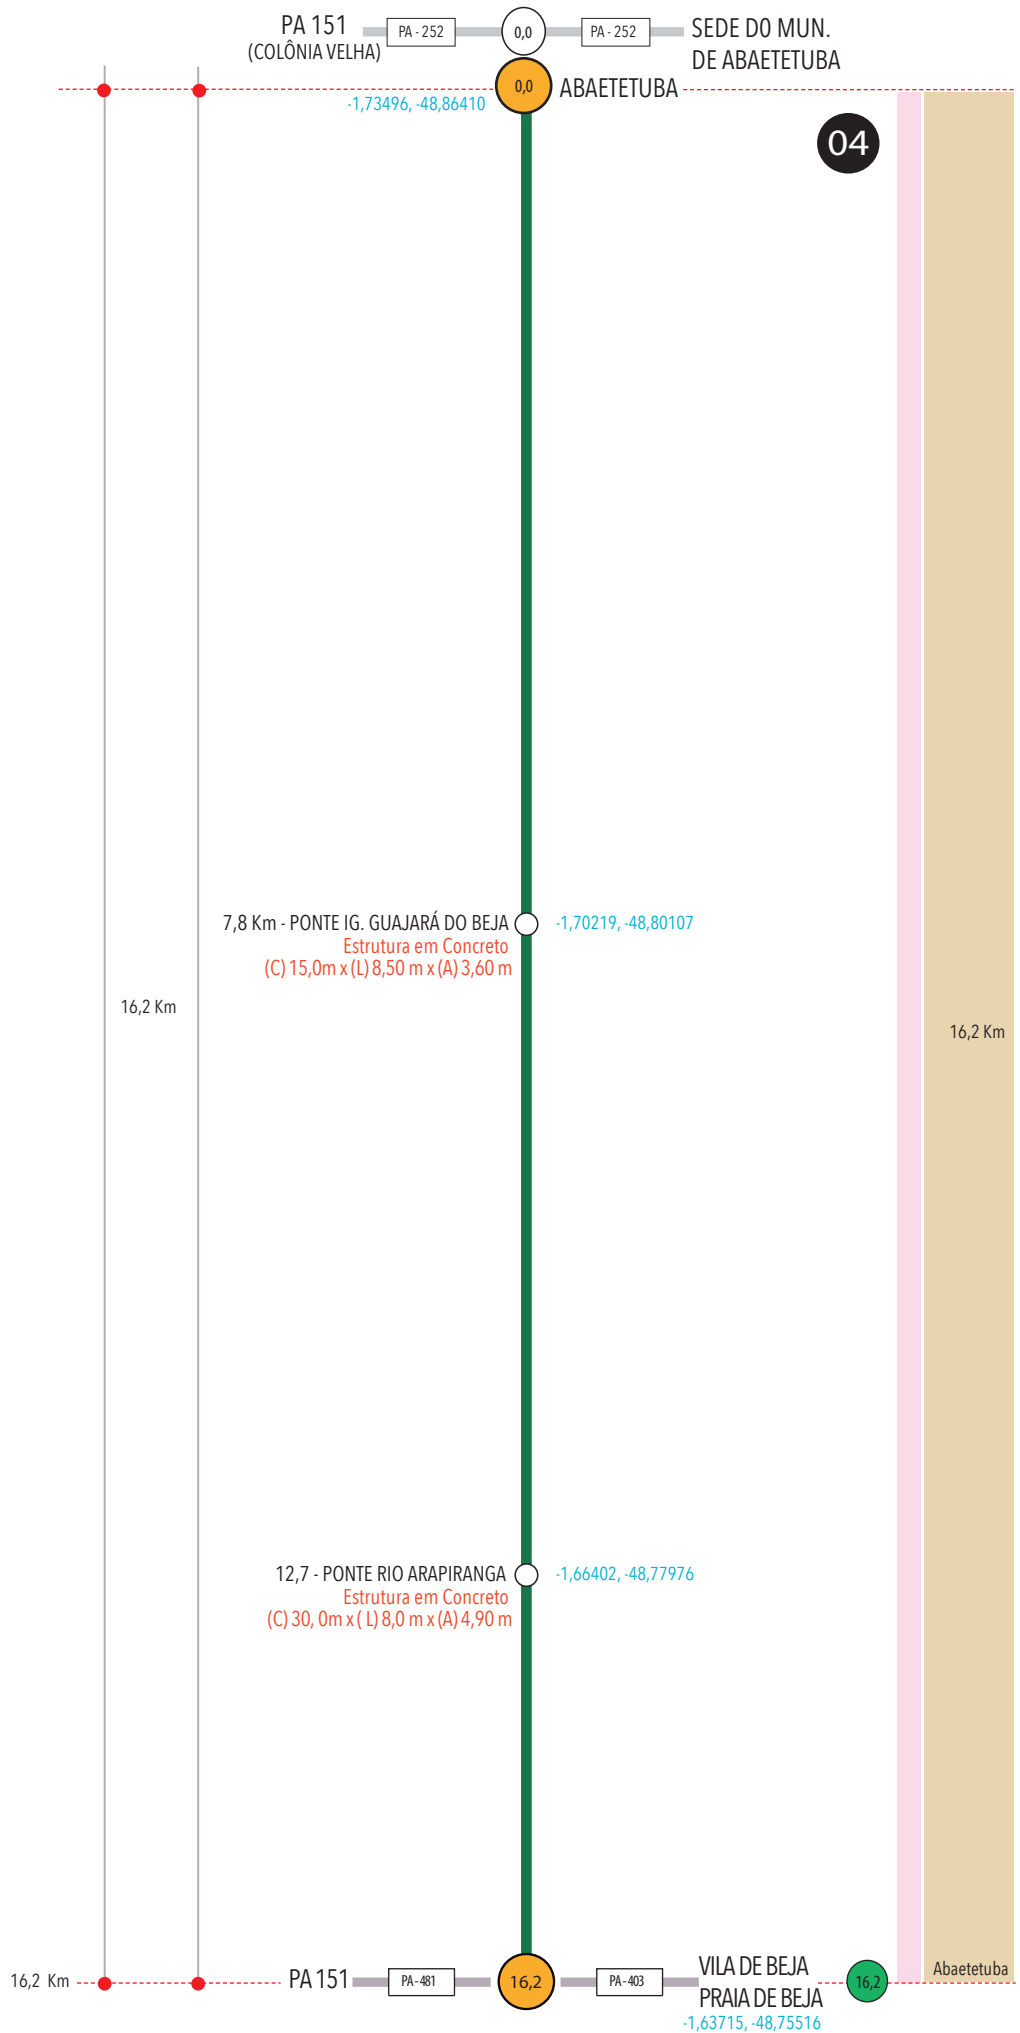 PA 151
(COLÔNIA VELHA)
PA - 252
0,0
PA - 252
SEDE DO MUN.
DE ABAETETUBA
0,0
ABAETETUBA
-1,73496, -48,86410
04
7,8 Km - PONTE IG. GUAJARÁ DO BEJA
-1,70219, -48,80107
Estrutura em Concreto
(C) 15,0m x (L) 8,50 m x (A) 3,60 m
16,2 Km
16,2 Km
12,7 - PONTE RIO ARAPIRANGA
-1,66402, -48,77976
Estrutura em Concreto
(C) 30, 0m x ( L) 8,0 m x (A) 4,90 m
16,2 Km
PA 151
PA - 481
16,2
PA - 403
VILA DE BEJA
PRAIA DE BEJA
-1,63715, -48,75516
16,2
Abaetetuba